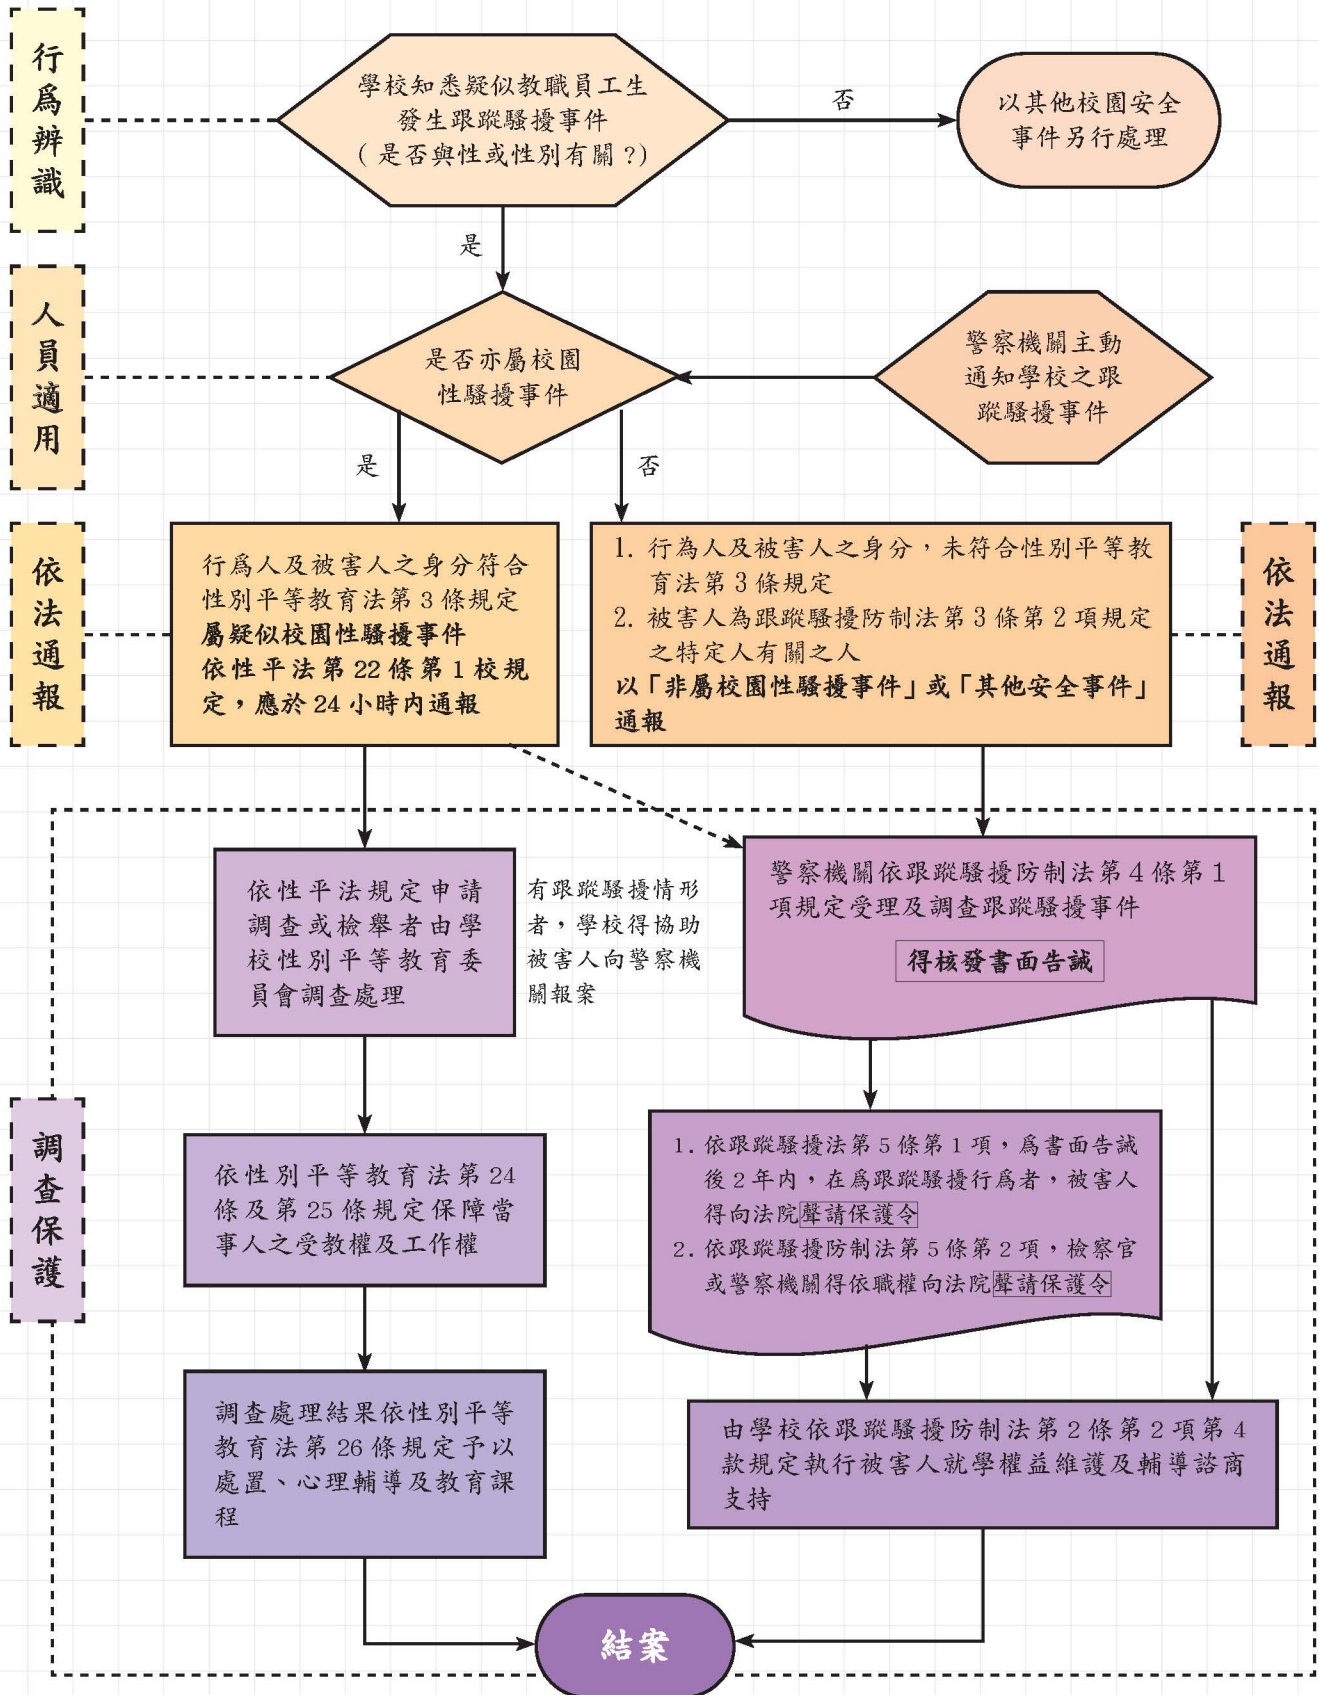 行爲辨識
學校知悉疑似教職員工生
發生跟蹤騷擾事件
( 是否與性或性別有關 ?)
否
以其他校園安全
事件另行處理
是
人員適用
是否亦屬校園
性騷擾事件
警察機關主動
通知學校之跟
蹤騷擾事件
是
否
依法通報
行爲人及被害人之身分符合
性別平等教育法第 3 條規定
屬疑似校園性騷擾事件
依性平法第 22 條第 1 校規
定，應於 24 小時內通報
1. 行為人及被害人之身分，未符合性別平等教
育法第 3 條規定
2. 被害人為跟蹤騷擾防制法第 3 條第 2 項規定
之特定人有關之人
以「非屬校園性騷擾事件」或「其他安全事件」
通報
依法通報
依性平法規定申請
調查或檢舉者由學
校性別平等教育委
員會調查處理
有跟蹤騷擾情形
者，學校得協助
被害人向警察機
關報案
警察機關依跟蹤騷擾防制法第 4 條第 1
項規定受理及調查跟蹤騷擾事件
得核發書面告誡
調查保護
依性別平等教育法第 24
條及第 25 條規定保障當
事人之受教權及工作權
1. 依跟蹤騷擾法第 5 條第 1 項，爲書面告誡
後 2 年内，在爲跟蹤騷擾行爲者，被害人
得向法院聲請保護令
2. 依跟蹤騷擾防制法第 5 條第 2 項，檢察官
或警察機關得依職權向法院聲請保護令
調查處理結果依性別平等
教育法第 26 條規定予以
處置、心理輔導及教育課
程
由學校依跟蹤騷擾防制法第 2 條第 2 項第 4
款規定執行被害人就學權益維護及輔導諮商
支持
結案